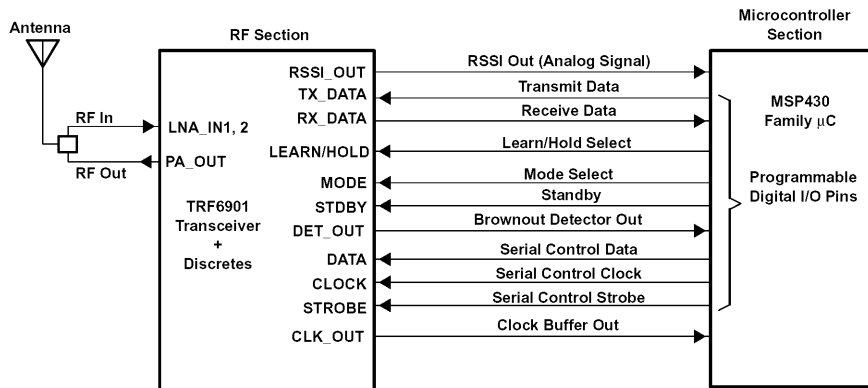 Antenna
RF Section
Microcontroller
Section
RSSI_OUT
RSSI Out (Analog Signal)
TX_DATA
Transmit Data
RX_DATA
Receive Data
RF In
LNA_IN1, 2
LEARN/HOLD
Learn/Hold Select
RF Out
PA_OUT
MODE
Mode Select
STDBY
Standby
DET_OUT
Brownout Detector Out
DATA
Serial Control Data
CLOCK
Serial Control Clock
STROBE
Serial Control Strobe
CLK_OUT
Clock Buffer Out
TRF6901
Transceiver
+
Discretes
MSP430
Family μC
Programmable
Digital I/O Pins